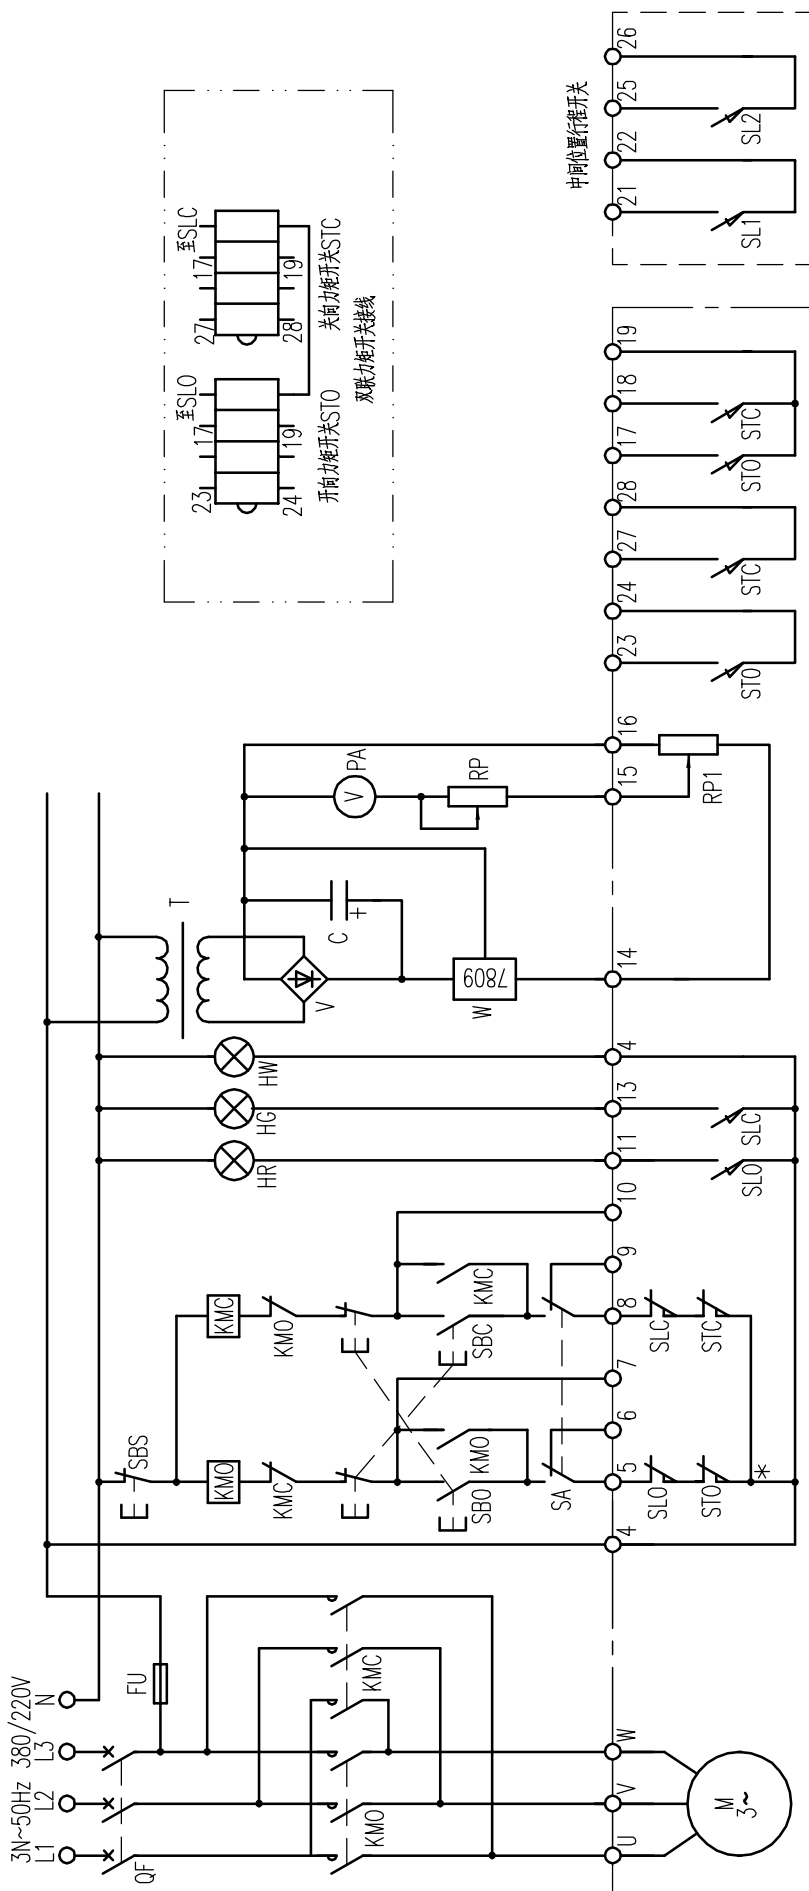 3N~50Hz 380/220V
L1
L2
L3
N
QF
FU
KMO
KMC
U
V
W
M
3~
SBS
KMO
KMC
KMC
KMO
SBO
KMO
SBC
KMC
SA
4
5
6
7
8
9
10
11
13
4
14
15
16
SLO
STO
*
SLC
STC
HR
HG
HW
SLO
SLC
T
V
C
+
W
7809
V
PA
RP
RP1
23
24
27
28
17
18
19
STO
STC
STO
STC
23
17
至SLO
24
19
开向力矩开关STO
27
17
至SLC
28
19
关向力矩开关STC
双联力矩开关接线
中间位置行程开关
21
22
25
26
SL1
SL2